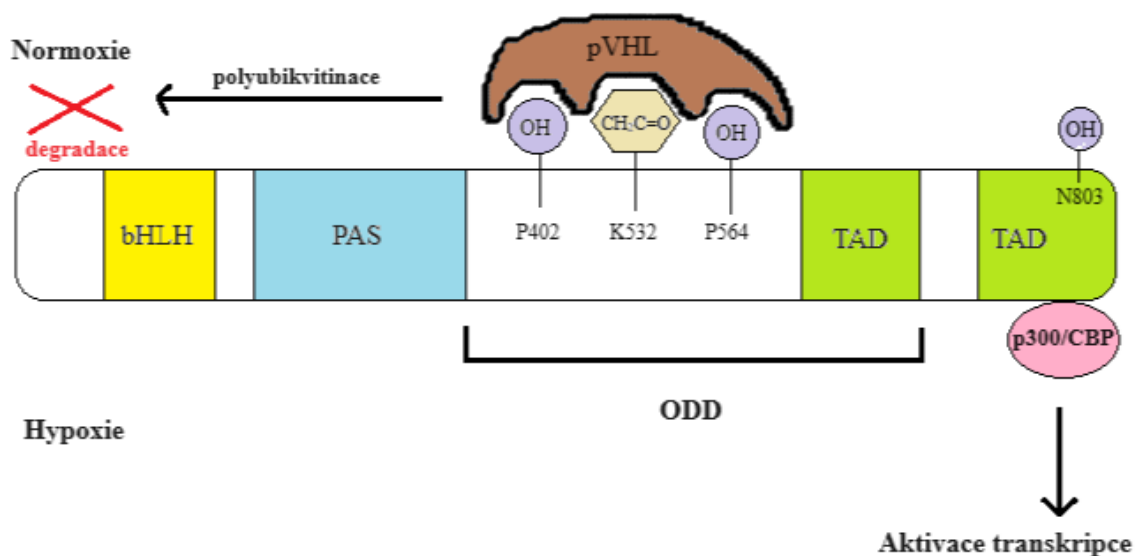 Normoxie
pVHL
polyubikvitinace
degradace
OH
CH₃C=O
OH
OH
N803
bHLH
PAS
P402
K532
P564
TAD
TAD
p300/CBP
ODD
Hypoxie
Aktivace transkripce